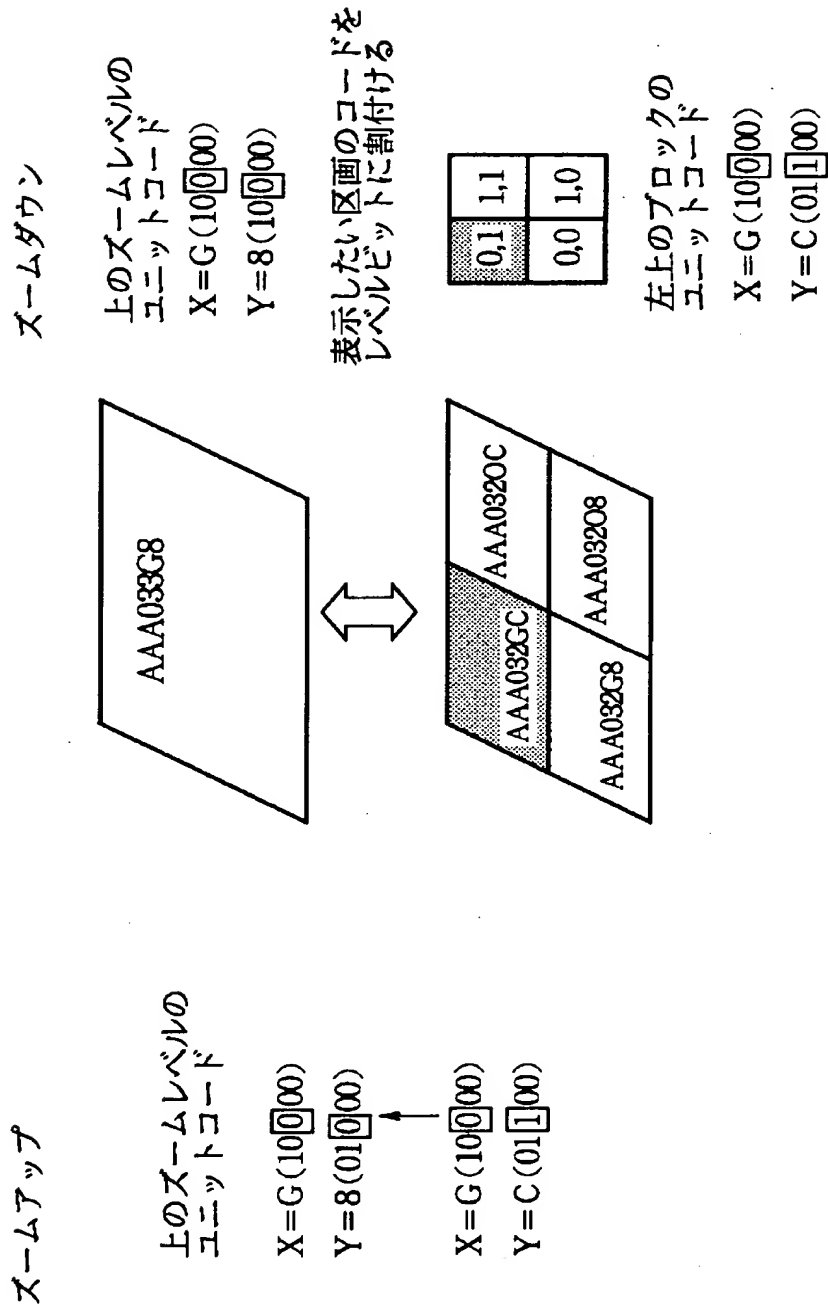 ズームアップ
上のズームレベルの
ユニットコード
X=G(10000)
Y=8(01000)
X=G(10000)
Y=C(01100)
AAA033G8
AAA032GC
AAA032OC
AAA032G8
AAA032O8
ズームダウン
上のズームレベルの
ユニットコード
X=G(10000)
Y=8(10000)
表示したい区画のコードを
レベルビットに割付ける
0,1 1,1
0,0 1,0
左上のブロックの
ユニットコード
X=G(10000)
Y=C(01100)